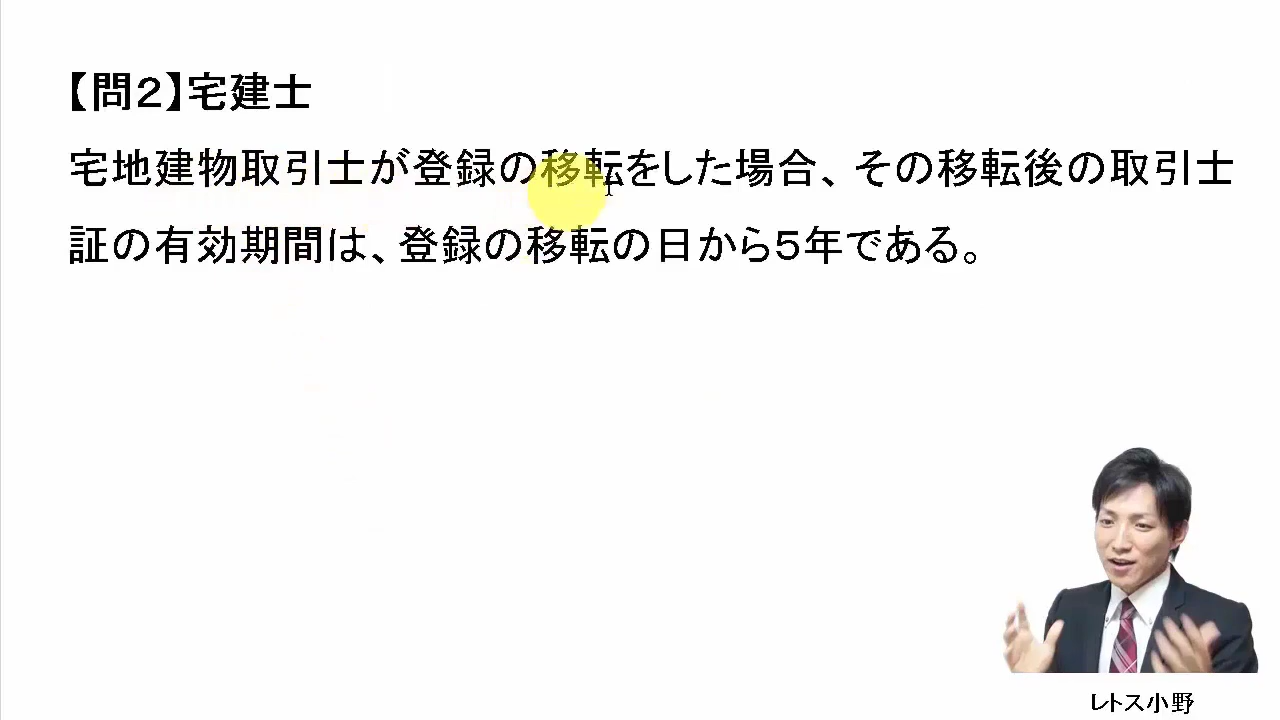 【問２】宅建士
宅地建物取引士が登録の移転をした場合、その移転後の取引士
証の有効期間は、登録の移転の日から５年である。
レトス小野